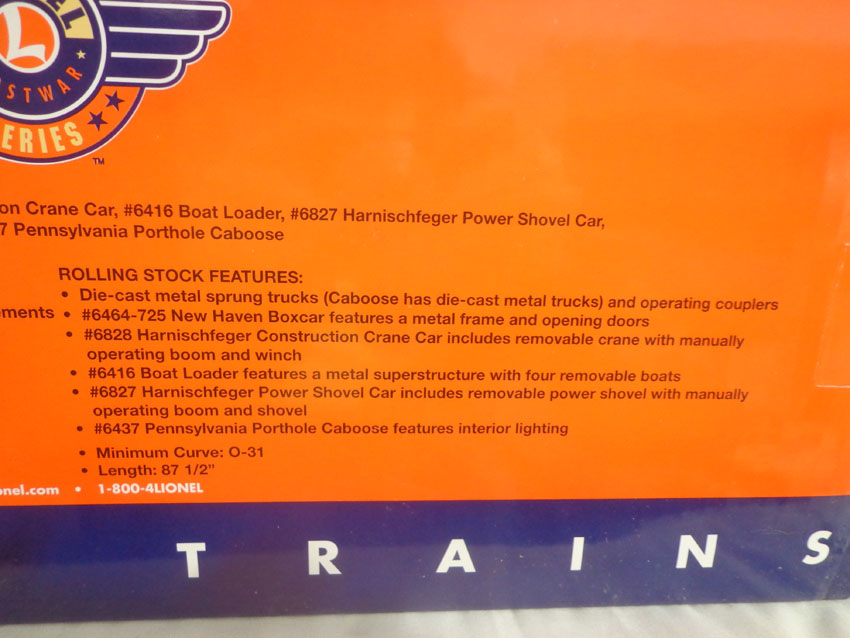 L
STWAR
ERIES
TM
on Crane Car, #6416 Boat Loader, #6827 Harnischfeger Power Shovel Car,
7 Pennsylvania Porthole Caboose
ROLLING STOCK FEATURES:
• Die-cast metal sprung trucks (Caboose has die-cast metal trucks) and operating couplers
ements • #6464-725 New Haven Boxcar features a metal frame and opening doors
• #6828 Harnischfeger Construction Crane Car includes removable crane with manually
operating boom and winch
• #6416 Boat Loader features a metal superstructure with four removable boats
• #6827 Harnischfeger Power Shovel Car includes removable power shovel with manually
operating boom and shovel
• #6437 Pennsylvania Porthole Caboose features interior lighting
• Minimum Curve: O-31
• Length: 87 1/2”
onel.com • 1-800-4LIONEL
TRAINS